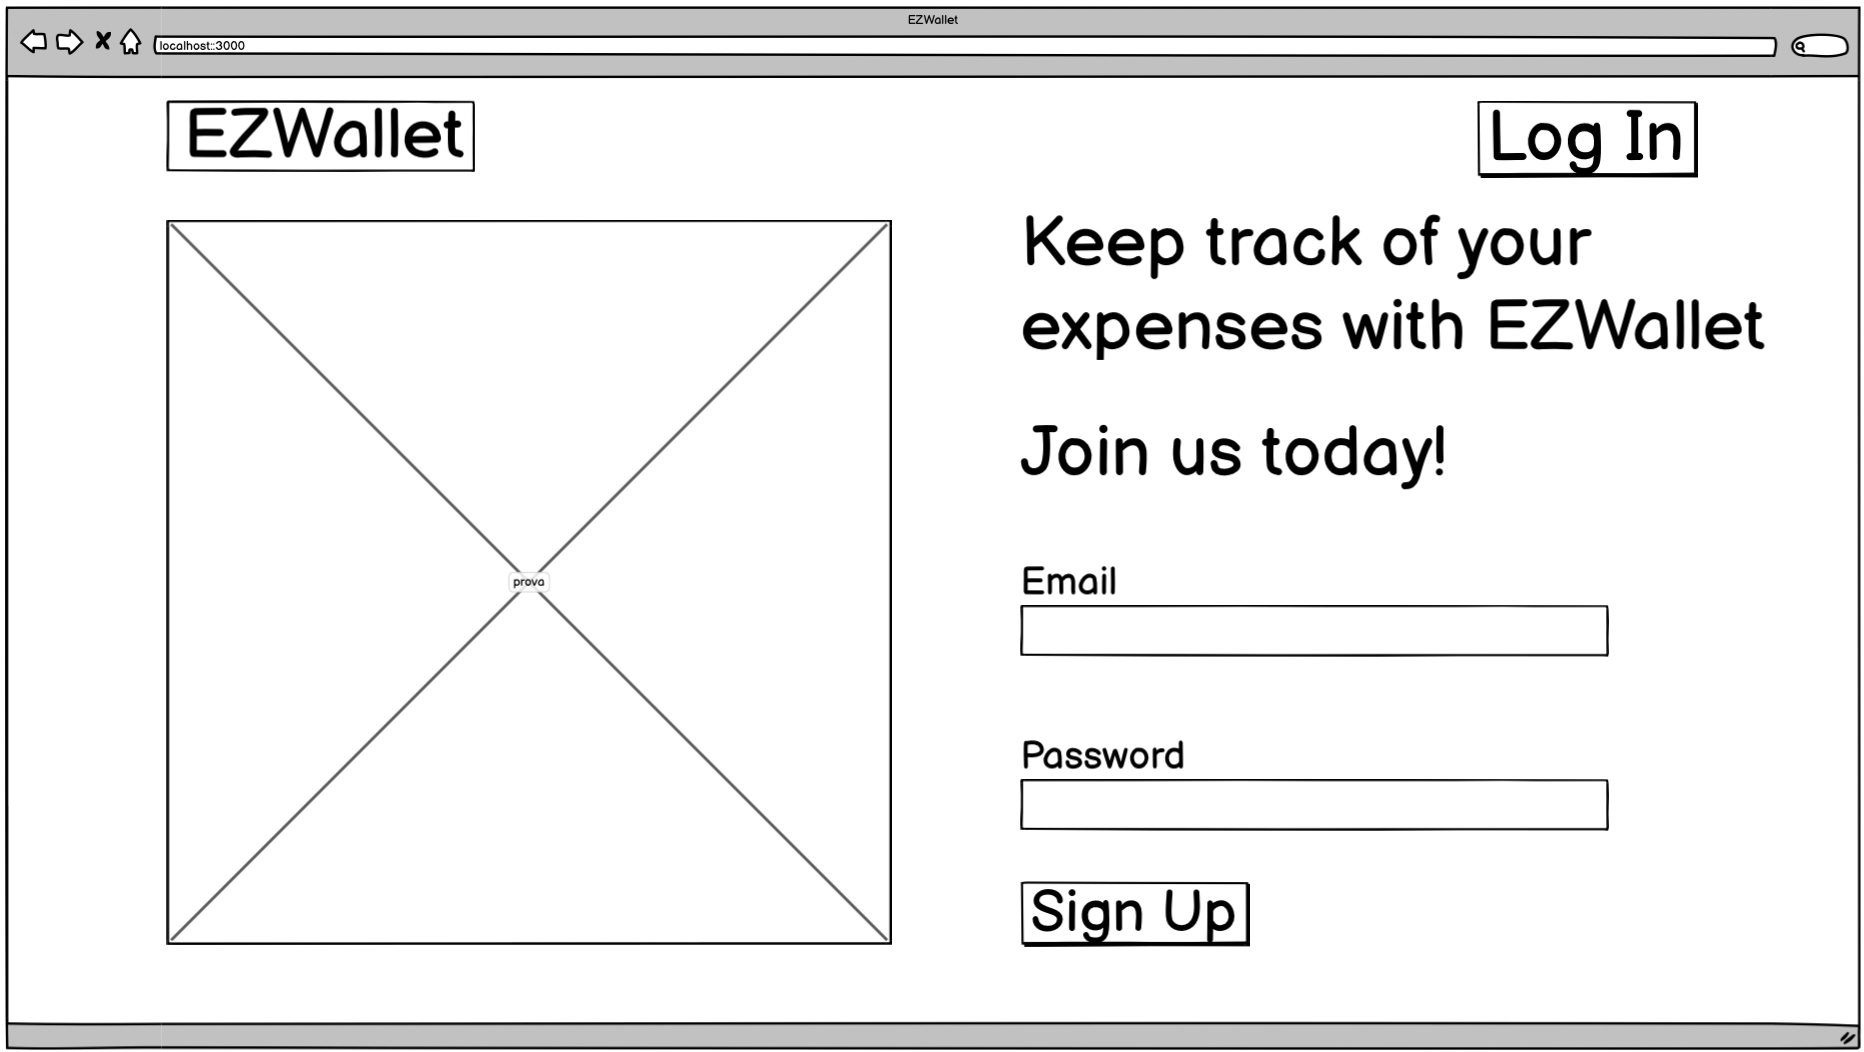 EZWallet
localhost::3000
EZWallet
Log In
Keep track of your
expenses with EZWallet
Join us today!
prova
Email
Password
Sign Up